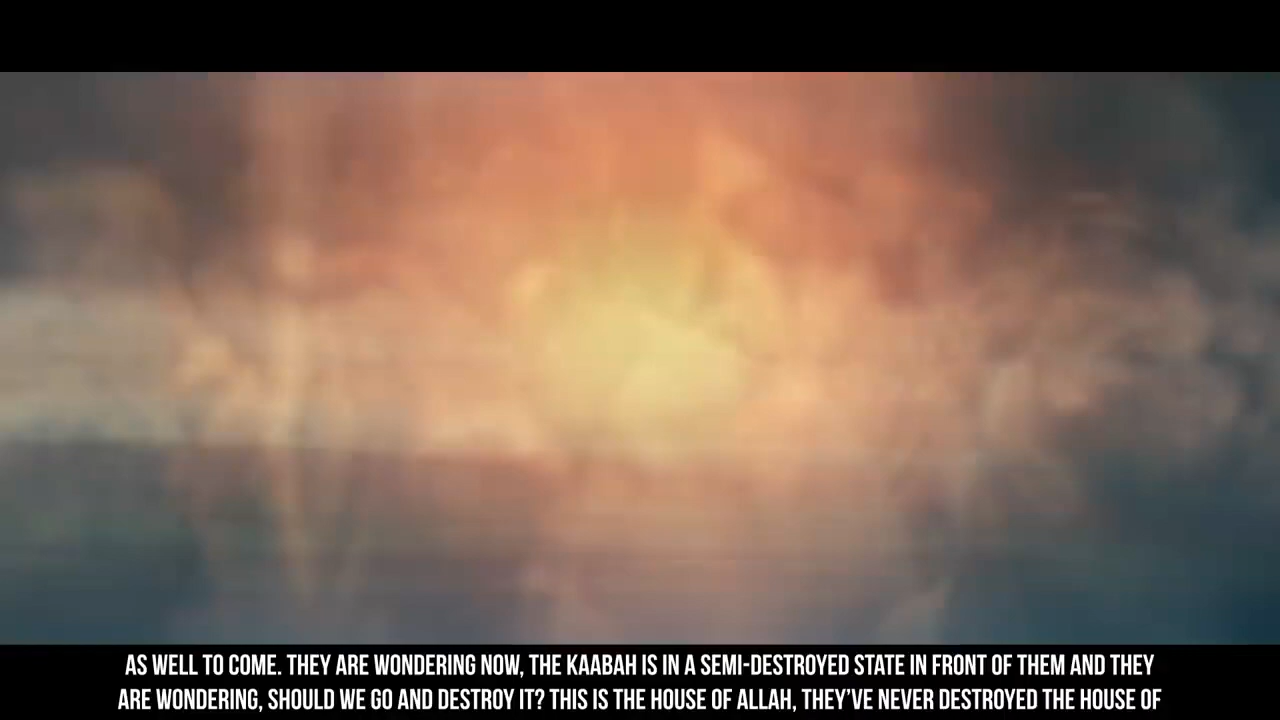 AS WELL TO COME. THEY ARE WONDERING NOW, THE KAABAH IS IN A SEMI-DESTROYED STATE IN FRONT OF THEM AND THEY
ARE WONDERING, SHOULD WE GO AND DESTROY IT? THIS IS THE HOUSE OF ALLAH, THEY'VE NEVER DESTROYED THE HOUSE OF